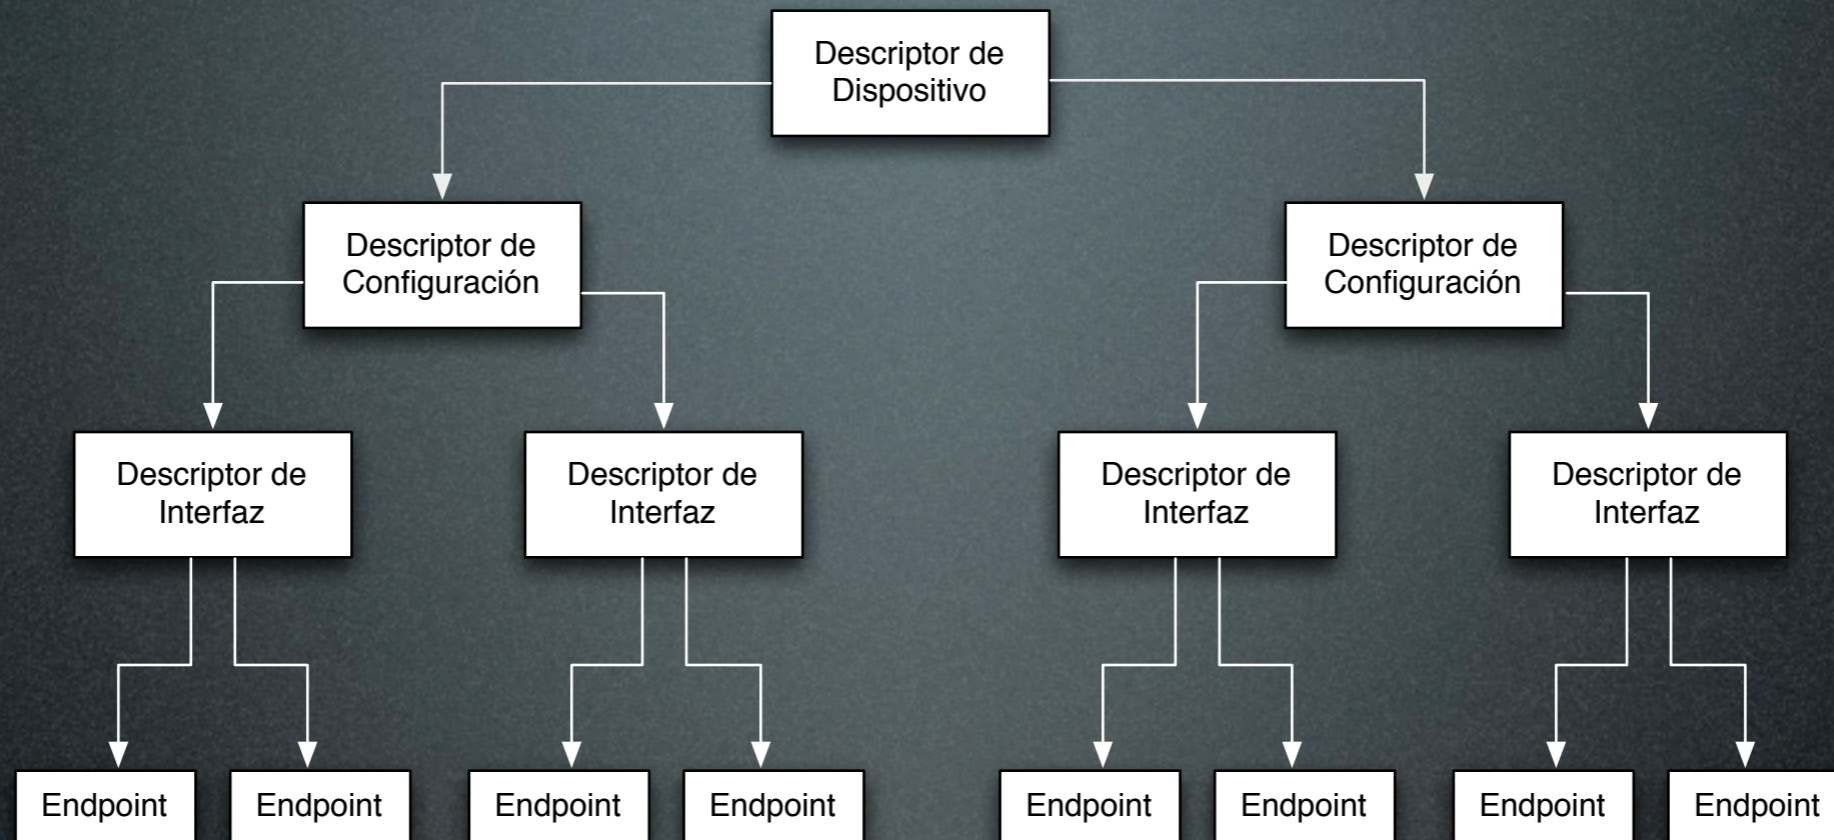 Descriptor de
Dispositivo
Descriptor de
Configuración
Descriptor de
Configuración
Descriptor de
Interfaz
Descriptor de
Interfaz
Descriptor de
Interfaz
Descriptor de
Interfaz
Endpoint
Endpoint
Endpoint
Endpoint
Endpoint
Endpoint
Endpoint
Endpoint